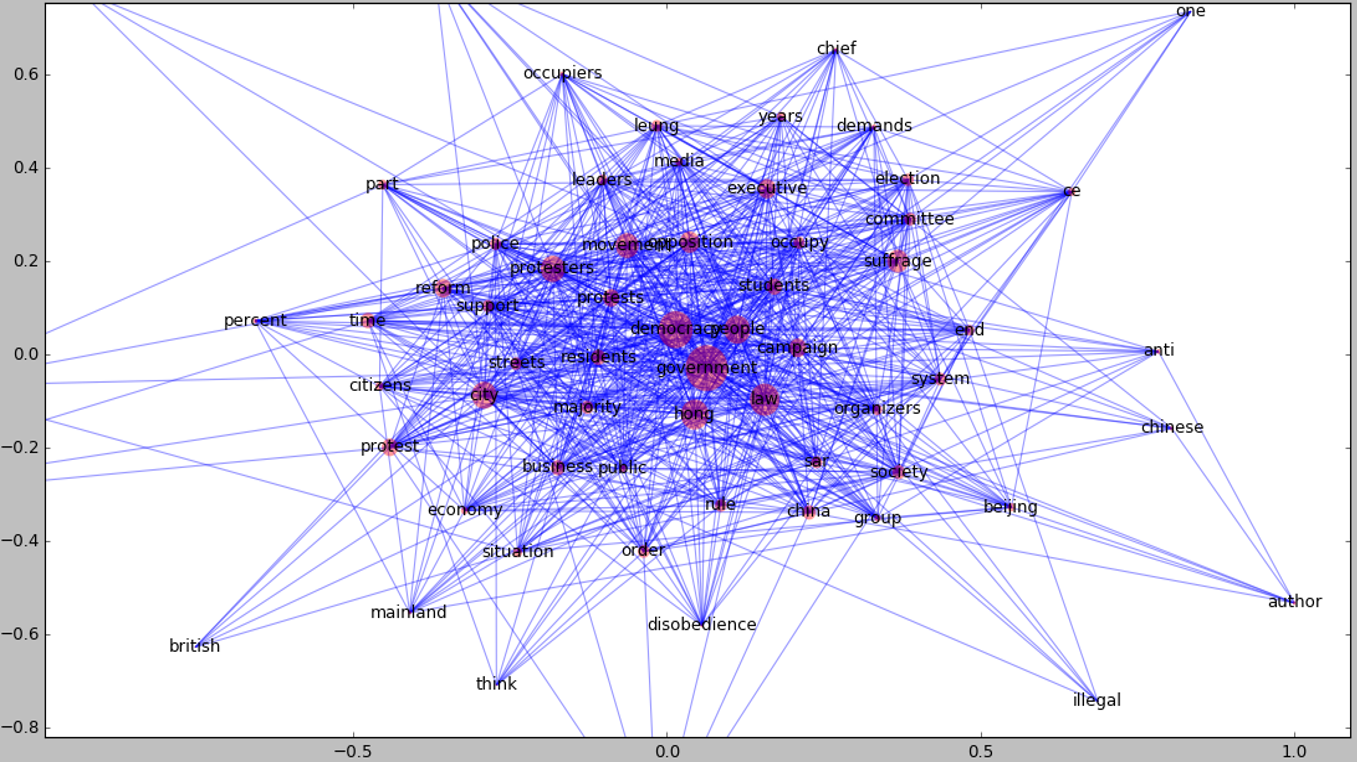 one
chief
0.6
occupiers
years
leung
demands
0.4
media
leaders
election
executive
part
ce
committee
police
movement
opposition
occupy
0.2
suffrage
protesters
reform
students
support
protests
percent
time
democracy
people
end
0.0
campaign
anti
streets
residents
government
citizens
system
city
law
majority
hong
organizers
chinese
−0.2
protest
business
public
sar
society
economy
rule
china
group
beijing
−0.4
situation
order
author
mainland
disobedience
−0.6
british
think
illegal
−0.8
−0.5
0.0
0.5
1.0